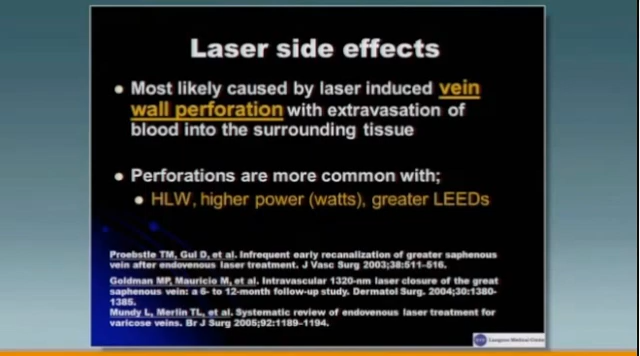 Laser side effects
Most likely caused by laser induced vein
wall perforation with extravasation of
blood into the surrounding tissue
Perforations are more common with;
HLW, higher power (watts), greater LEEDs
Proebstle TM, Gul D, et al. Infrequent early recanalization of greater saphenous
vein after endovenous laser treatment. J Vasc Surg 2003;38:511-516.
Goldman MP, Mauricio M, et al. Intravascular 1320-nm laser closure of the great
saphenous vein: a 6- to 12-month follow-up study. Dermatol Surg. 2004;30:1380-
1385.
Mundy L, Merlin TL, et al. Systematic review of endovenous laser treatment for
varicose veins. Br J Surg 2005;92:1189-1194.
Langone Medical Center